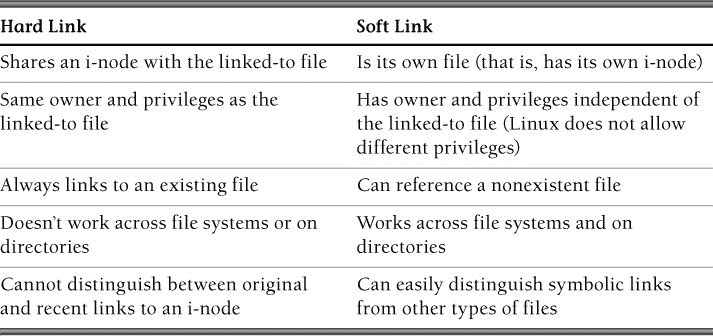 Hard Link Soft Link
Shares an i-node with the linked-to file Is its own file (that is, has its own i-node)
Same owner and privileges as the
linked-to file
Has owner and privileges independent of
the linked-to file (Linux does not allow
different privileges)
Always links to an existing file Can reference a nonexistent file
Doesn’t work across file systems or on
directories
Works across file systems and on
directories
Cannot distinguish between original
and recent links to an i-node
Can easily distinguish symbolic links
from other types of files